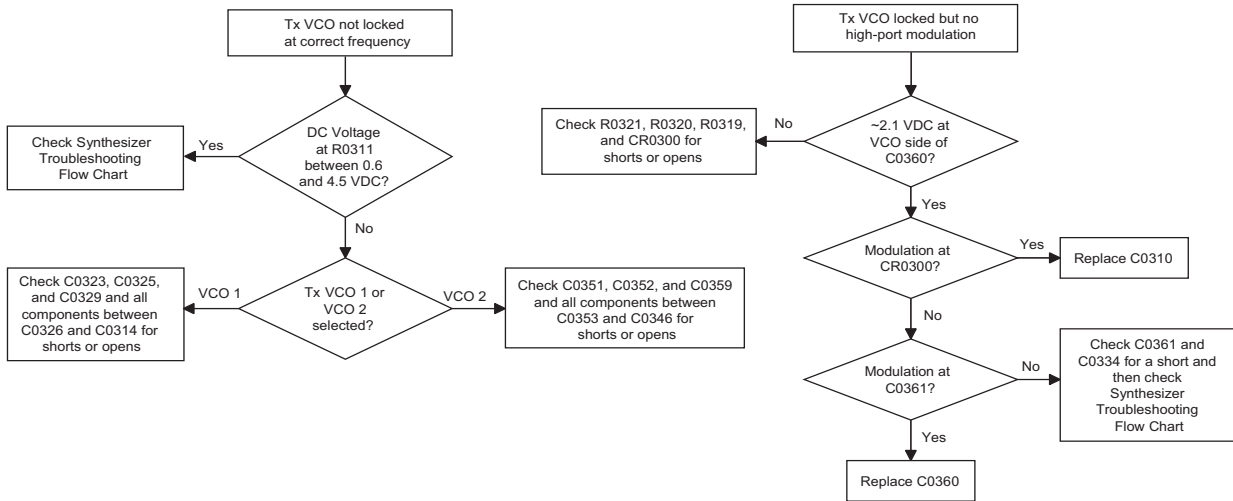 Tx VCO not locked
at correct frequency
DC Voltage
at R0311
between 0.6
and 4.5 VDC?
Yes
Check Synthesizer
Troubleshooting
Flow Chart
No
Tx VCO 1 or
VCO 2
selected?
VCO 1
Check C0323, C0325,
and C0329 and all
components between
C0326 and C0314 for
shorts or opens
VCO 2
Check C0351, C0352, and C0359
and all components between
C0353 and C0346 for
shorts or opens
Tx VCO locked but no
high-port modulation
~2.1 VDC at
VCO side of
C0360?
No
Check R0321, R0320, R0319,
and CR0300 for
shorts or opens
Yes
Modulation at
CR0300?
Yes
Replace C0310
No
Modulation at
C0361?
No
Check C0361 and
C0334 for a short and
then check
Synthesizer
Troubleshooting
Flow Chart
Yes
Replace C0360